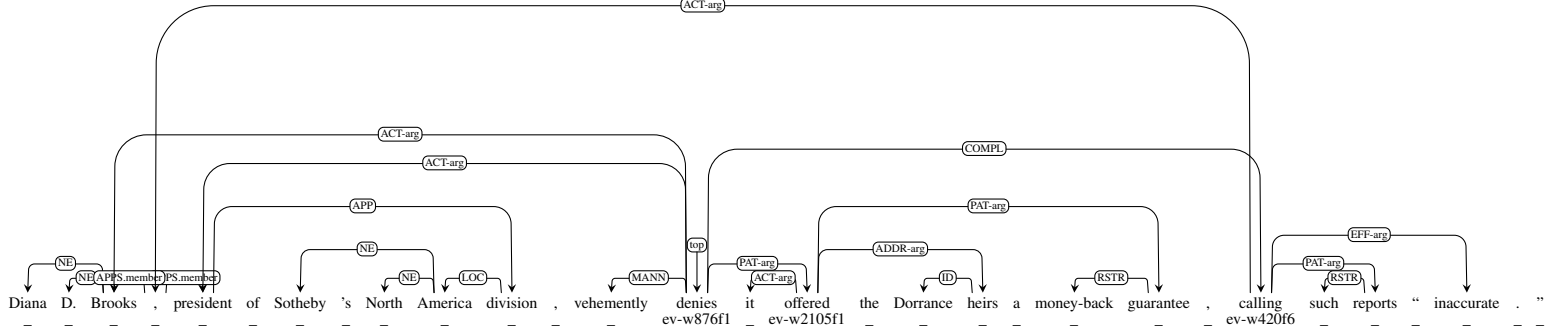 ACT-arg
ACT-arg
COMPL
ACT-arg
APP PAT-arg
EFF-arg
top
NE NE ADDR-arg
PAT-arg PAT-arg
NE APPS.member PS.member NE LOC MANN ACT-arg ID RSTR RSTR
Diana D. Brooks , president of Sotheby 's North America division , vehemently denies it offered the Dorrance heirs a money-back guarantee , calling such reports “ inaccurate . ”
ev-w876f1 ev-w2105f1 ev-w420f6
_ _ _ _ _ _ _ _ _ _ _ _ _ _ _ _ _ _ _ _ _ _ _ _ _ _ _